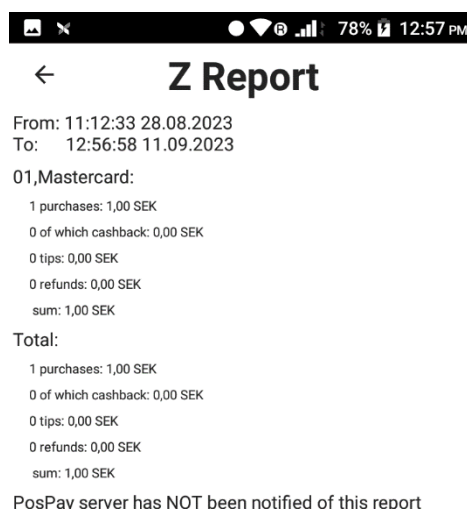 78% 12:57 PM
Z Report
From: 11:12:33 28.08.2023
To: 12:56:58 11.09.2023
01,Mastercard:
1 purchases: 1,00 SEK
0 of which cashback: 0,00 SEK
0 tips: 0,00 SEK
0 refunds: 0,00 SEK
sum: 1,00 SEK
Total:
1 purchases: 1,00 SEK
0 of which cashback: 0,00 SEK
0 tips: 0,00 SEK
0 refunds: 0,00 SEK
sum: 1,00 SEK
PosPay server has NOT been notified of this report